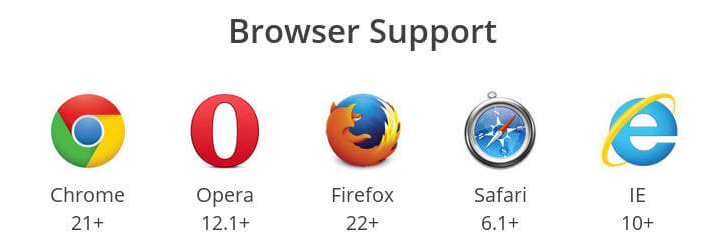 Browser Support
Chrome Opera Firefox Safari IE
21+ 12.1+ 22+ 6.1+ 10+